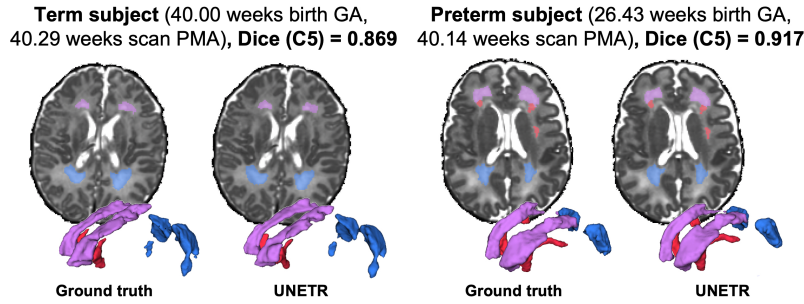 Term subject (40.00 weeks birth GA,
40.29 weeks scan PMA), Dice (C5) = 0.869
Preterm subject (26.43 weeks birth GA,
40.14 weeks scan PMA), Dice (C5) = 0.917
Ground truth
UNETR
Ground truth
UNETR